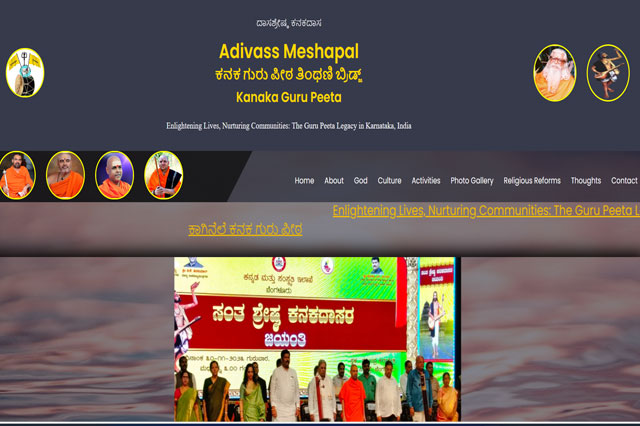 ದಾಸಶ್ರೇಷ್ಠ ಕನಕದಾಸ
Adivass Meshapal
ಕನಕ ಗುರು ಪೀಠ ತಿಂಥಣಿ ಬ್ರಿಡ್ಜ್
Kanaka Guru Peeta
Enlightening Lives, Nurturing Communities: The Guru Peeta Legacy in Karnataka, India
Home About God Culture Activities Photo Gallery Religious Reforms Thoughts Contact
Enlightening Lives, Nurturing Communities: The Guru Peeta L
ಕಾಗಿನೆಲೆ ಕನಕ ಗುರು ಪೀಠ
ಕನ್ನಡ ಮತ್ತು ಸಂಸ್ಕೃತಿ ಇಲಾಖೆ
ಬೆಂಗಳೂರು
ಸಂತ ಶ್ರೇಷ್ಠ ಕನಕದಾಸರ
ಜಯಂತಿ